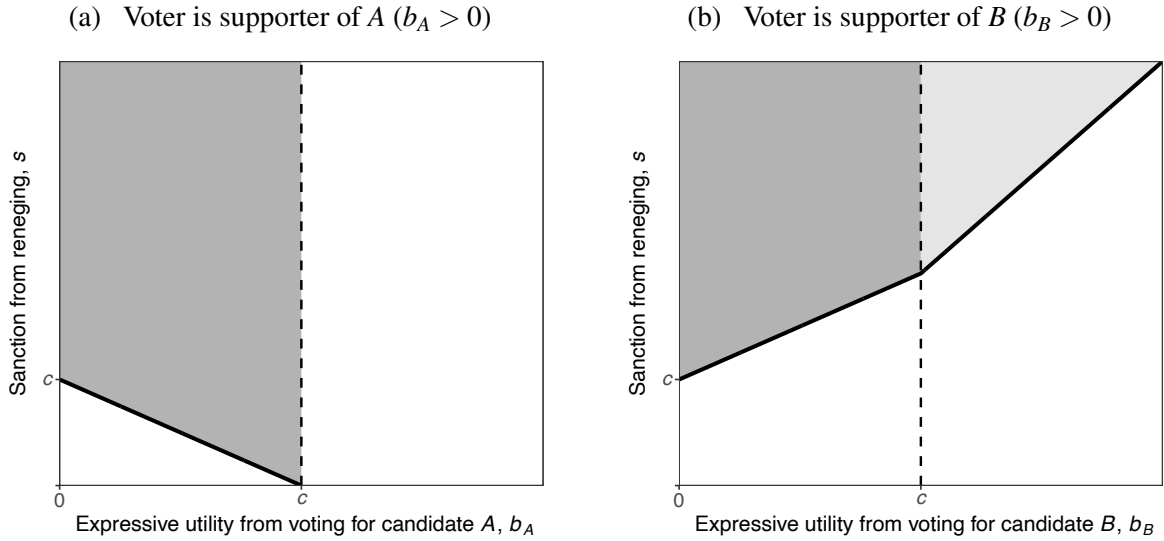 (a) Voter is supporter of A (b_A > 0)
Sanction from reneging, s
c
0
c
Expressive utility from voting for candidate A, b_A
(b) Voter is supporter of B (b_B > 0)
Sanction from reneging, s
c
0
c
Expressive utility from voting for candidate B, b_B